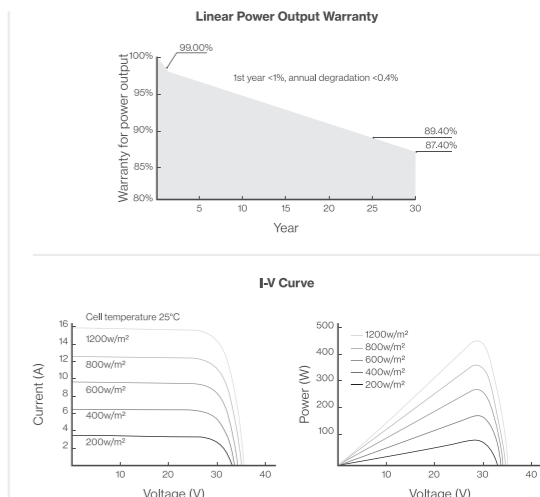 Linear Power Output Warranty
Warranty for power output
100%
95%
90%
85%
80%
99.00%
1st year <1%, annual degradation <0.4%
89.40%
87.40%
5 10 15 20 25 30
Year
I-V Curve
Current (A)
16
14
12
10
8
6
4
2
Cell temperature 25°C
1200w/m²
800w/m²
600w/m²
400w/m²
200w/m²
10 20 30 40
Voltage (V)
Power (W)
500
400
300
200
100
1200w/m²
800w/m²
600w/m²
400w/m²
200w/m²
10 20 30 40
Voltage (V)